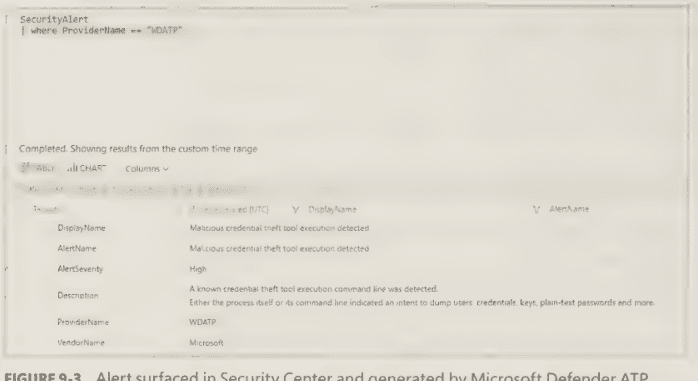 SecurityAlert
| where ProviderName == "WDATP"
Completed. Showing results from the custom time range
CHART Columns
[UTC] DisplayName AlertName
DisplayName Malicious credential theft tool execution detected
AlertName Malicious credential theft tool execution detected
AlertSeverity High
Description A known credential theft tool execution command line was detected.
Either the process itself or its command line indicated an intent to dump users' credentials, keys, plain-text passwords and more.
ProviderName WDATP
VendorName Microsoft
FIGURE 9-3 Alert surfaced in Security Center and generated by Microsoft Defender ATP